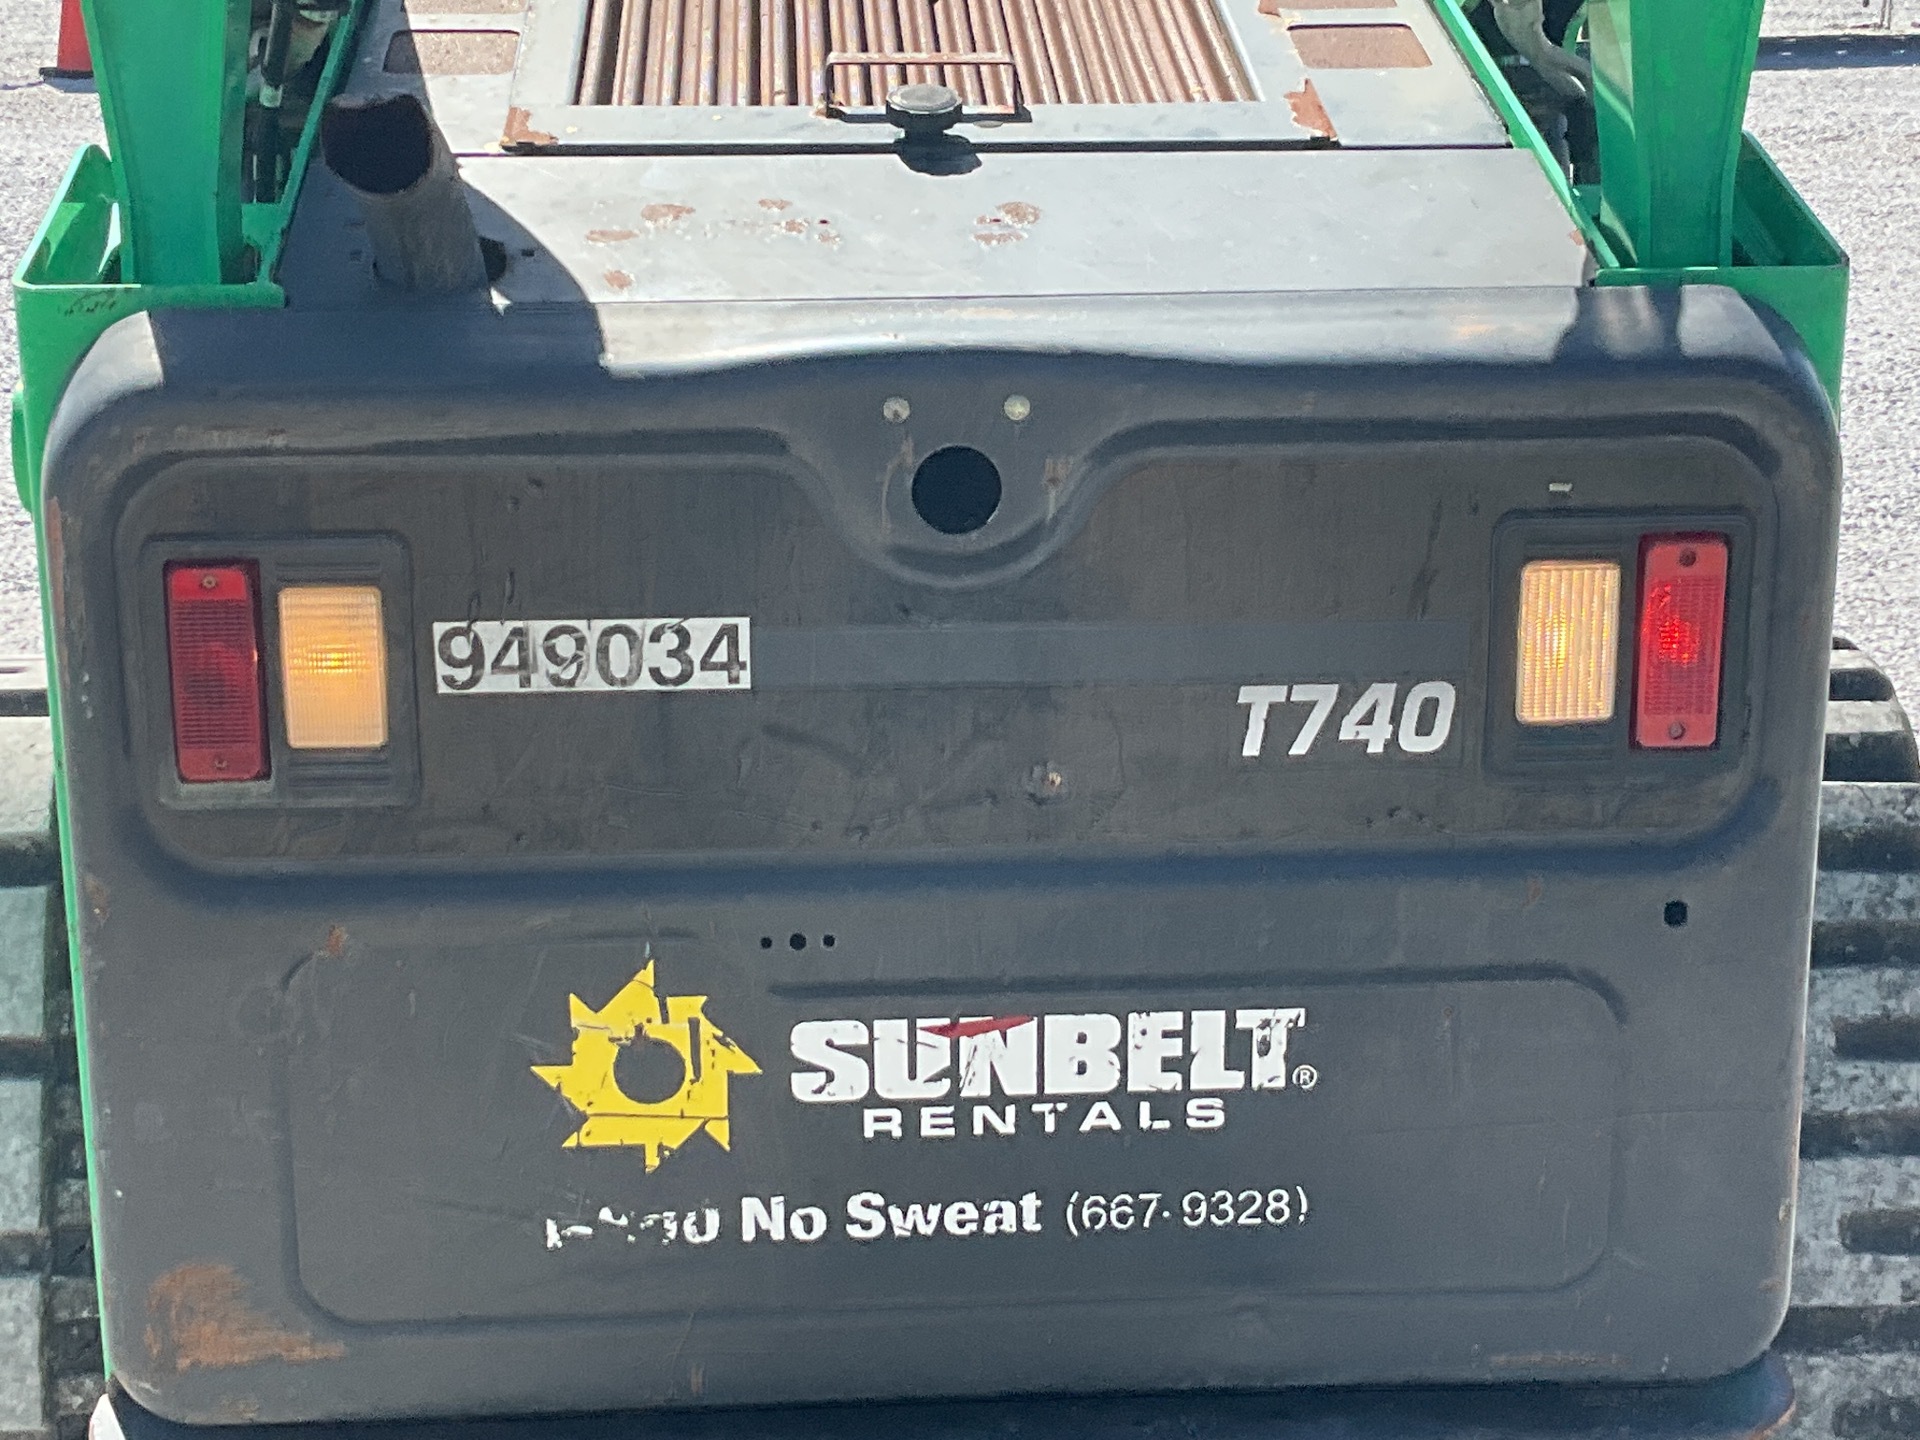 949034
T740
SUNBELT®
RENTALS
No Sweat (667-9328)